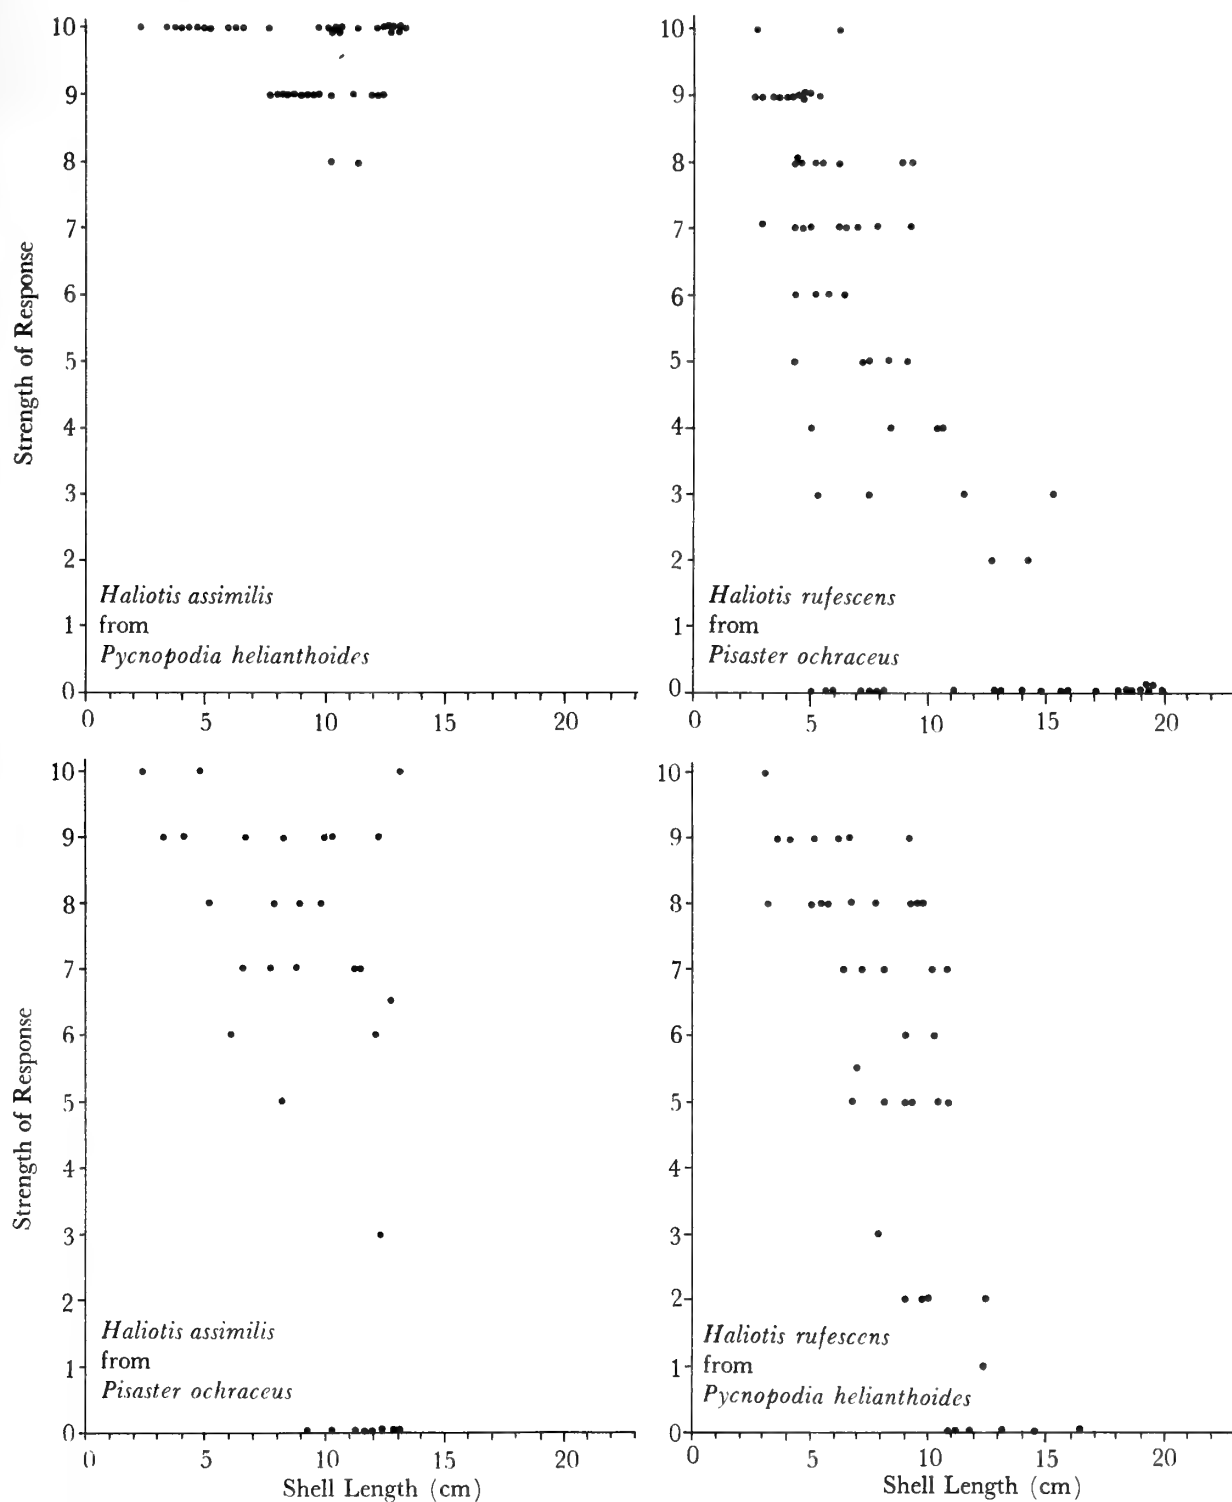 10
9
8
7
6
5
4
3
2
1
0
Strength of Response
Haliotis assimilis
from
Pycnopodia helianthoides
0 5 10 15 20
10
9
8
7
6
5
4
3
2
1
0
Haliotis rufescens
from
Pisaster ochraceus
5 10 15 20
10
9
8
7
6
5
4
3
2
1
0
Strength of Response
Haliotis assimilis
from
Pisaster ochraceus
0 5 10 15 20
Shell Length (cm)
10
9
8
7
6
5
4
3
2
1
0
Haliotis rufescens
from
Pycnopodia helianthoides
0 5 10 15 20
Shell Length (cm)